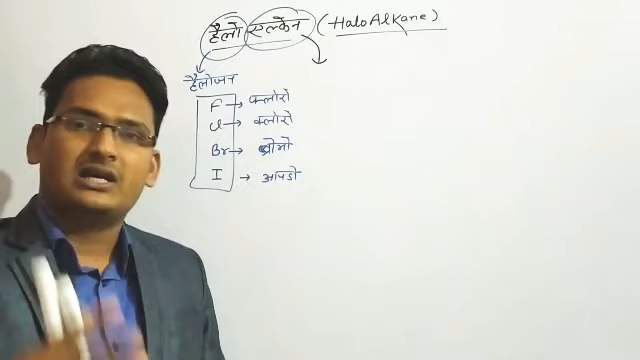 हैलो एल्केन (Halo Alkane)
हैलोजन
F → क्लोरो
Cl → क्लोरो
Br → ब्रोमो
I → आयडो